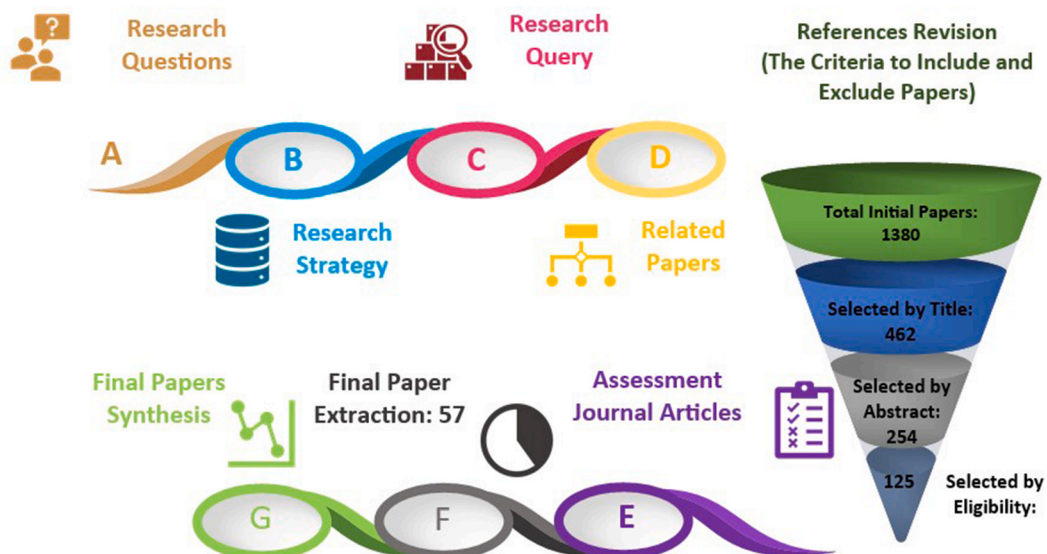 Research
Questions
Research
Query
References Revision
(The Criteria to Include and
Exclude Papers)
A
B
C
D
Research
Strategy
Related
Papers
Total Initial Papers:
1380
Selected by Title:
462
Selected by
Abstract:
254
125
Selected by
Eligibility:
Final Papers
Synthesis
Final Paper
Extraction: 57
Assessment
Journal Articles
G
F
E